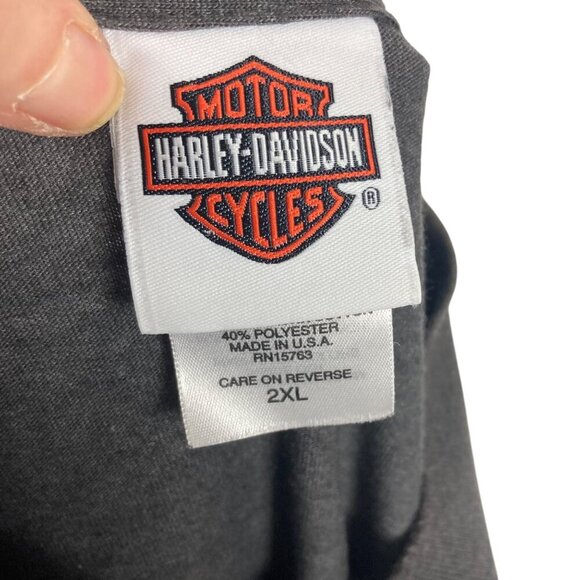 MOTOR
HARLEY-DAVIDSON
CYCLES ®
40% POLYESTER
MADE IN U.S.A.
RN15763
CARE ON REVERSE
2XL